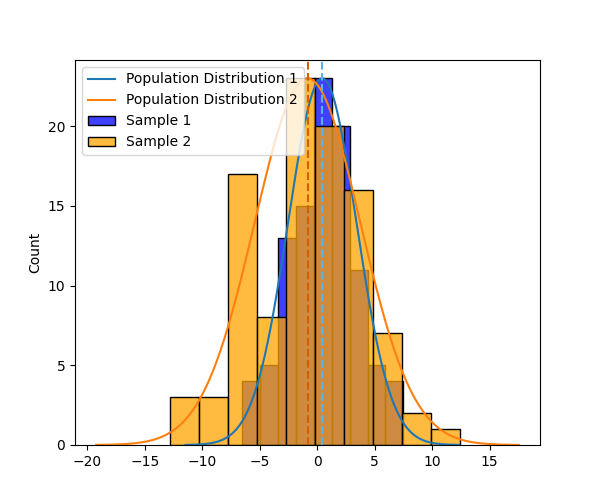 Population Distribution 1
Population Distribution 2
Sample 1
Sample 2
Count
20
15
10
5
0
−20 −15 −10 −5 0 5 10 15